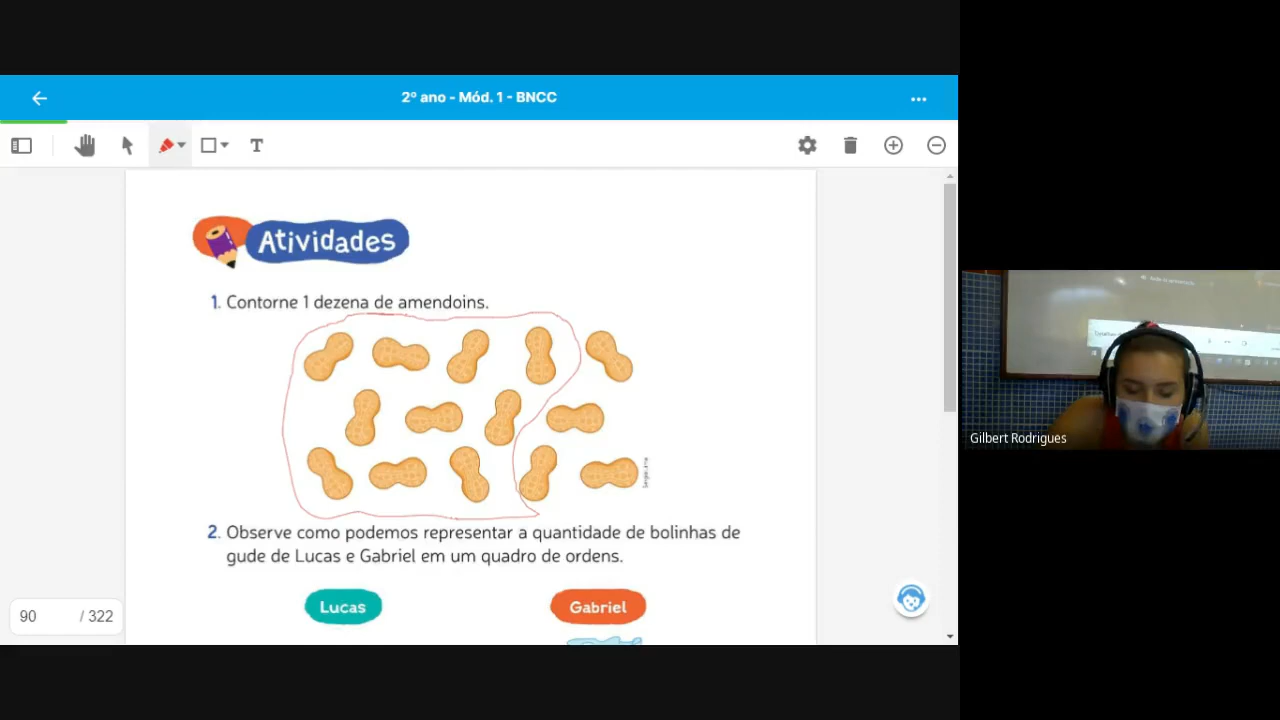 2º ano - Mód. 1 - BNCC
T
Atividades
1. Contorne 1 dezena de amendoins.
2. Observe como podemos representar a quantidade de bolinhas de
gude de Lucas e Gabriel em um quadro de ordens.
Lucas
Gabriel
90 / 322
Gilbert Rodrigues